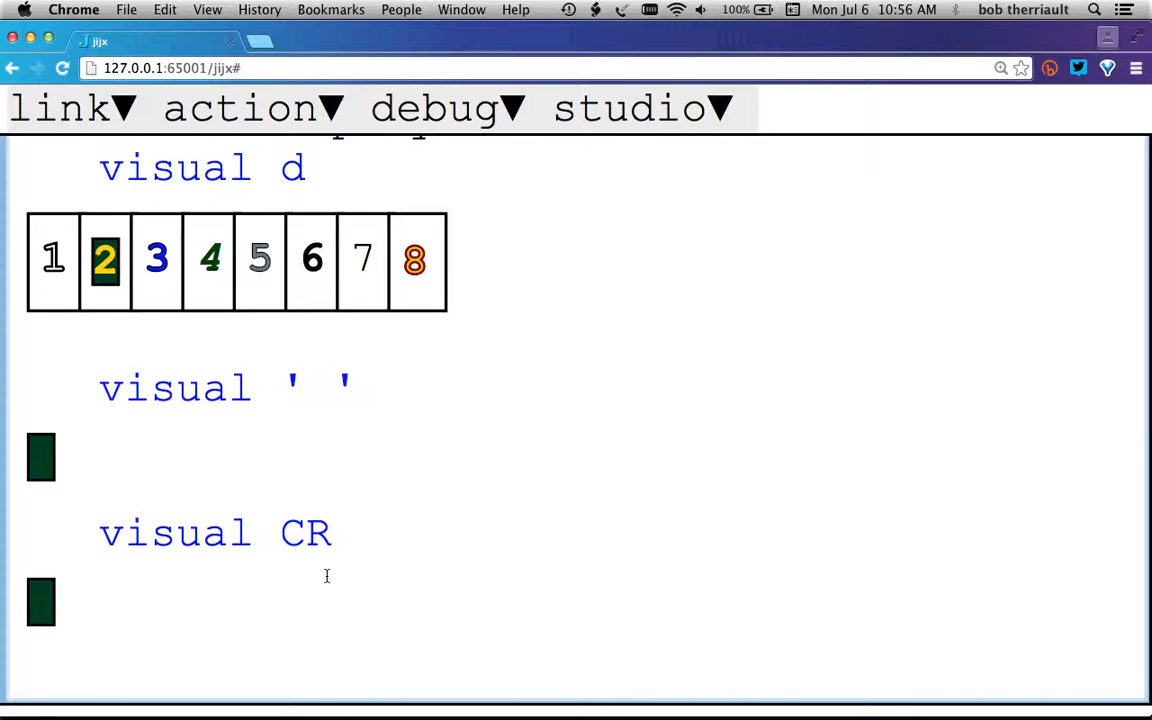 Chrome File Edit View History Bookmarks People Window Help 100% Mon Jul 6 10:56 AM bob therriault
jijx
127.0.0.1:65001/jijx#
link▼ action▼ debug▼ studio▼
visual d
1 2 3 4 5 6 7 8
visual ' '
visual CR